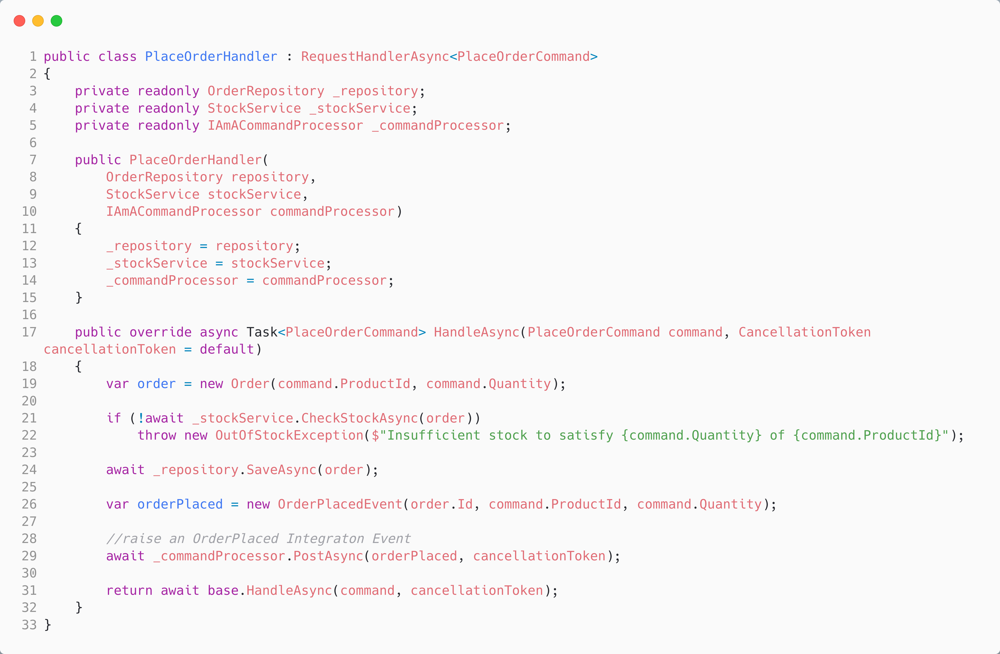 1 public class PlaceOrderHandler : RequestHandlerAsync<PlaceOrderCommand>
2 {
3     private readonly OrderRepository _repository;
4     private readonly StockService _stockService;
5     private readonly IAmACommandProcessor _commandProcessor;
6
7     public PlaceOrderHandler(
8         OrderRepository repository,
9         StockService stockService,
10         IAmACommandProcessor commandProcessor)
11     {
12         _repository = repository;
13         _stockService = stockService;
14         _commandProcessor = commandProcessor;
15     }
16
17     public override async Task<PlaceOrderCommand> HandleAsync(PlaceOrderCommand command, CancellationToken
cancellationToken = default)
18     {
19         var order = new Order(command.ProductId, command.Quantity);
20
21         if (!await _stockService.CheckStockAsync(order))
22             throw new OutOfStockException($"Insufficient stock to satisfy {command.Quantity} of {command.ProductId}");
23
24         await _repository.SaveAsync(order);
25
26         var orderPlaced = new OrderPlacedEvent(order.Id, command.ProductId, command.Quantity);
27
28         //raise an OrderPlaced Integraton Event
29         await _commandProcessor.PostAsync(orderPlaced, cancellationToken);
30
31         return await base.HandleAsync(command, cancellationToken);
32     }
33 }